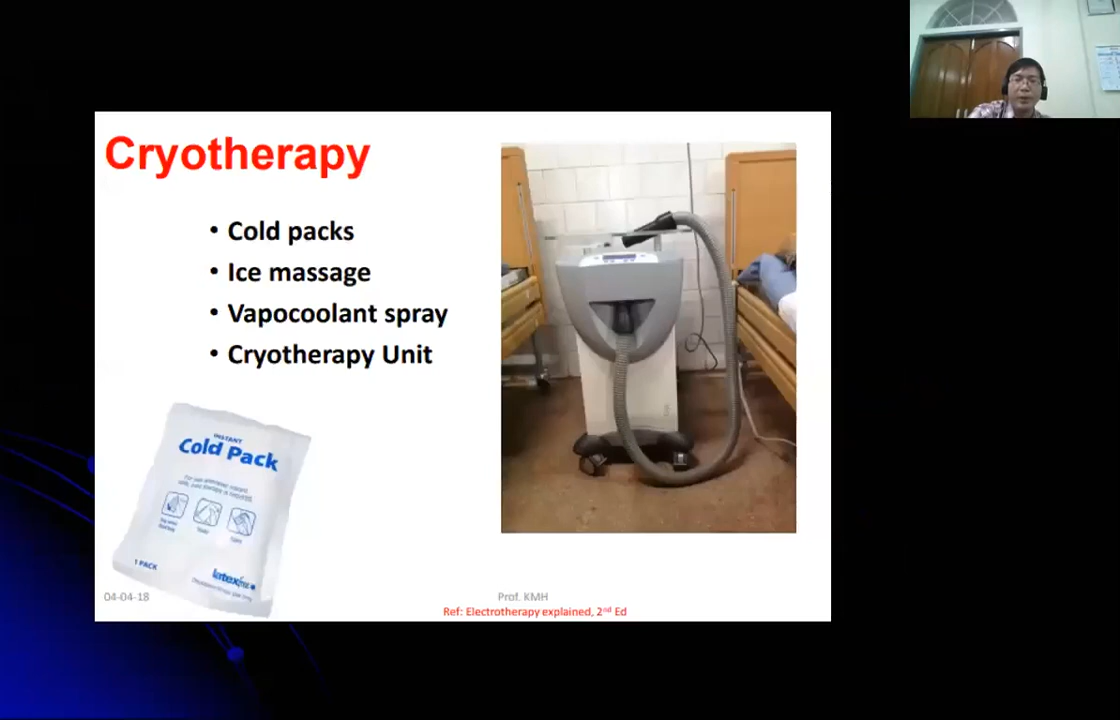 Cryotherapy
• Cold packs
• Ice massage
• Vapocoolant spray
• Cryotherapy Unit
INSTANT
Cold Pack
1 PACK
latex
04-04-18
Prof. KMH
Ref: Electrotherapy explained, 2nd Ed